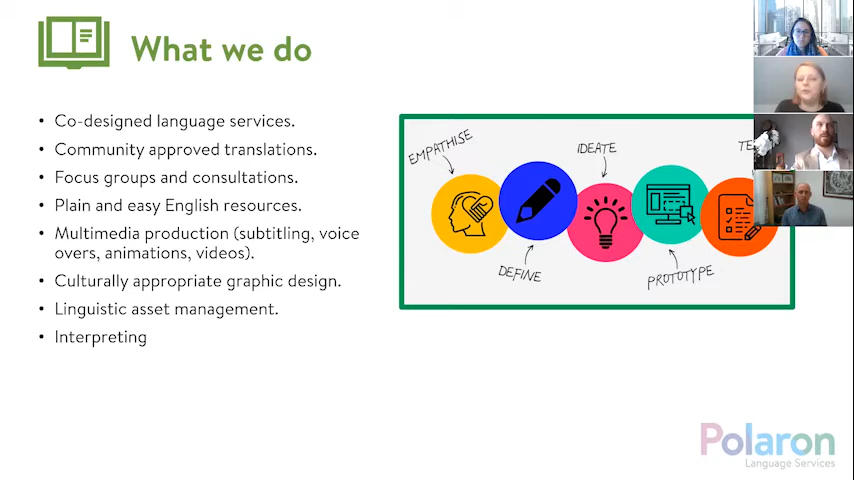 What we do
• Co-designed language services.
• Community approved translations.
• Focus groups and consultations.
• Plain and easy English resources.
• Multimedia production (subtitling, voice
overs, animations, videos).
• Culturally appropriate graphic design.
• Linguistic asset management.
• Interpreting
EMPATHISE
DEFINE
IDEATE
PROTOTYPE
TE
Polaron
Language Services